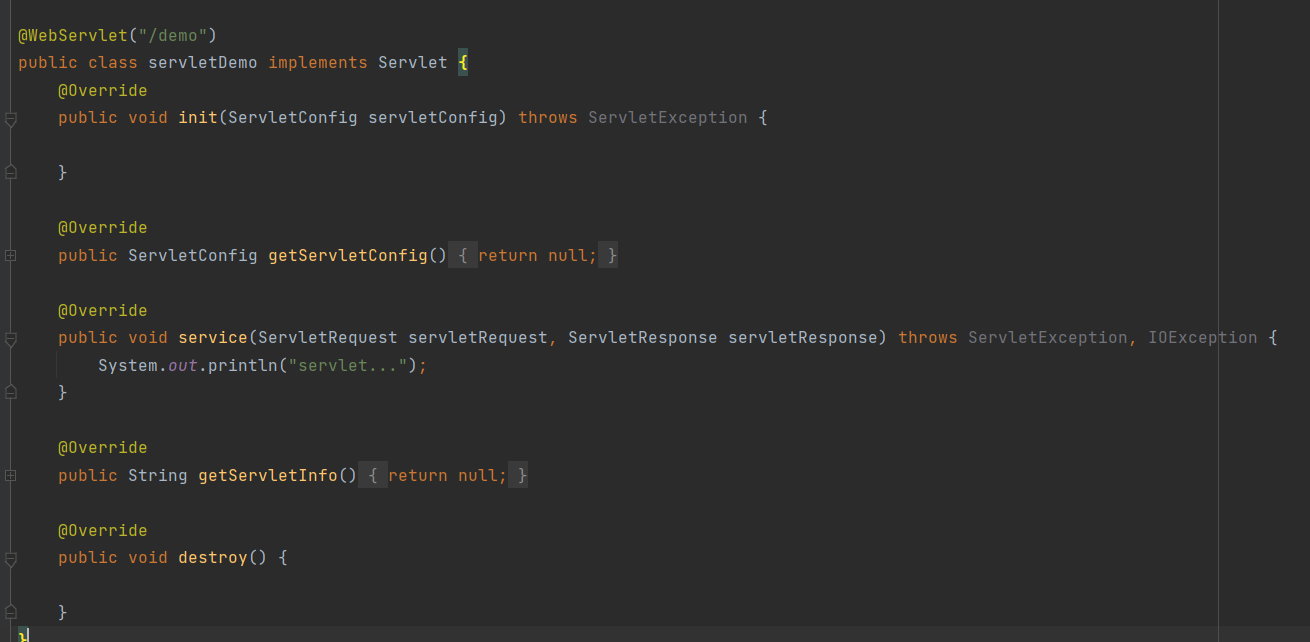 @WebServlet("/demo")
public class servletDemo implements Servlet {
@Override
public void init(ServletConfig servletConfig) throws ServletException {
}
@Override
public ServletConfig getServletConfig() { return null; }
@Override
public void service(ServletRequest servletRequest, ServletResponse servletResponse) throws ServletException, IOException {
System.out.println("servlet...");
}
@Override
public String getServletInfo() { return null; }
@Override
public void destroy() {
}
}